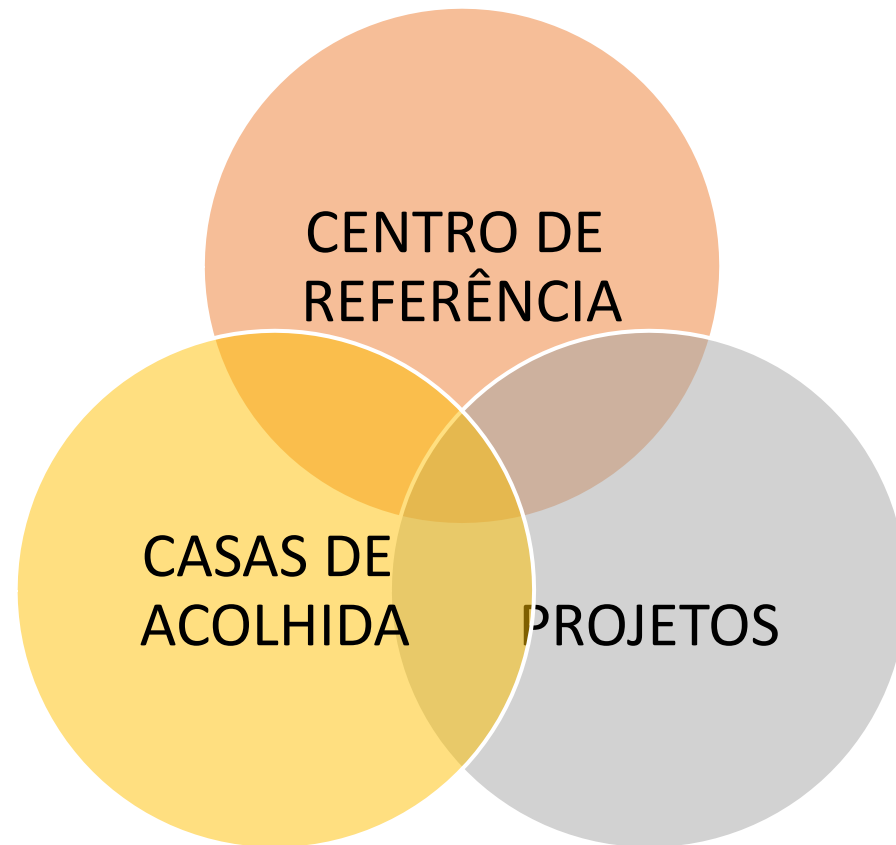 CENTRO DE
REFERÊNCIA
CASAS DE
ACOLHIDA
PROJETOS